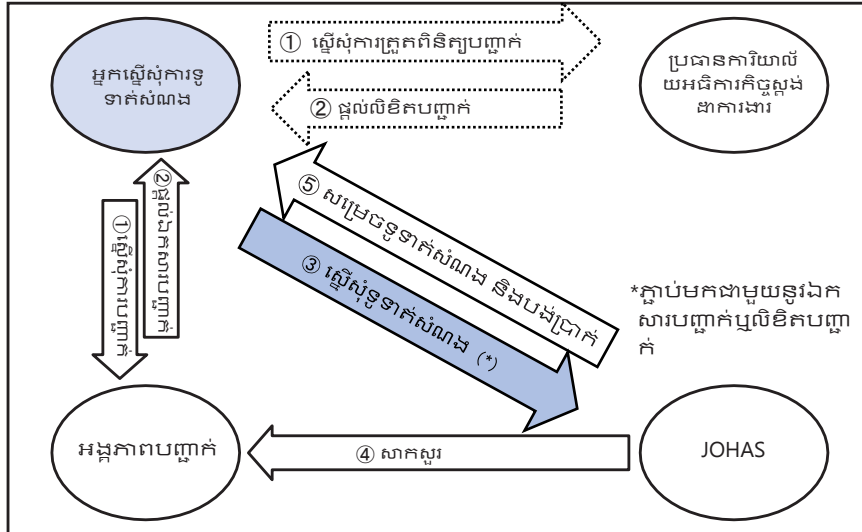 ① ស្នើសុំការត្រួតពិនិត្យបញ្ជាក់
អ្នកស្នើសុំការទូ
ទាត់សំណង
ប្រធានការិយាល័
យអធិការកិច្ចស្តង់
ដាការងារ
② ផ្តល់លិខិតបញ្ជាក់
⑤ សម្រេចទូទាត់សំណង និងបង់ប្រាក់
③ ស្នើសុំទូទាត់សំណង (*)
①ស្នើសុំការបញ្ជាក់
②ផ្តល់ឯកសារបញ្ជាក់
*ភ្ជាប់មកជាមួយនូវឯក
សារបញ្ជាក់ឬលិខិតបញ្ជា
ក់
អង្គភាពបញ្ជាក់
④ សាកសួរ
JOHAS